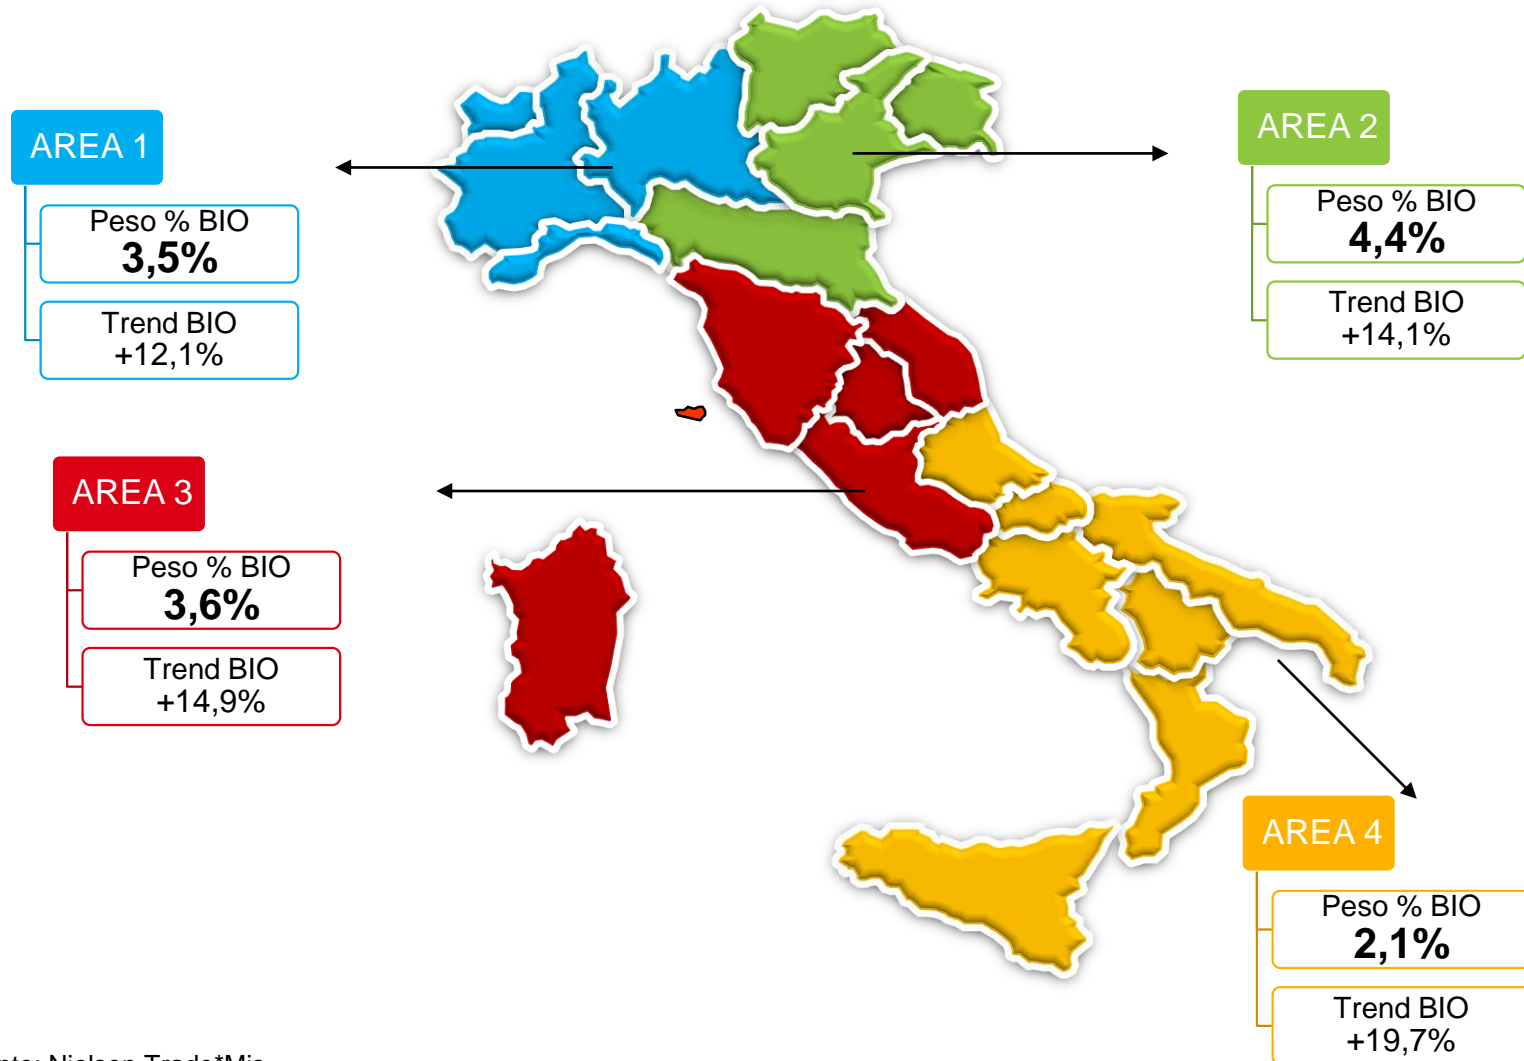 AREA 1
Peso % BIO
3,5%
Trend BIO
+12,1%
AREA 2
Peso % BIO
4,4%
Trend BIO
+14,1%
AREA 3
Peso % BIO
3,6%
Trend BIO
+14,9%
AREA 4
Peso % BIO
2,1%
Trend BIO
+19,7%